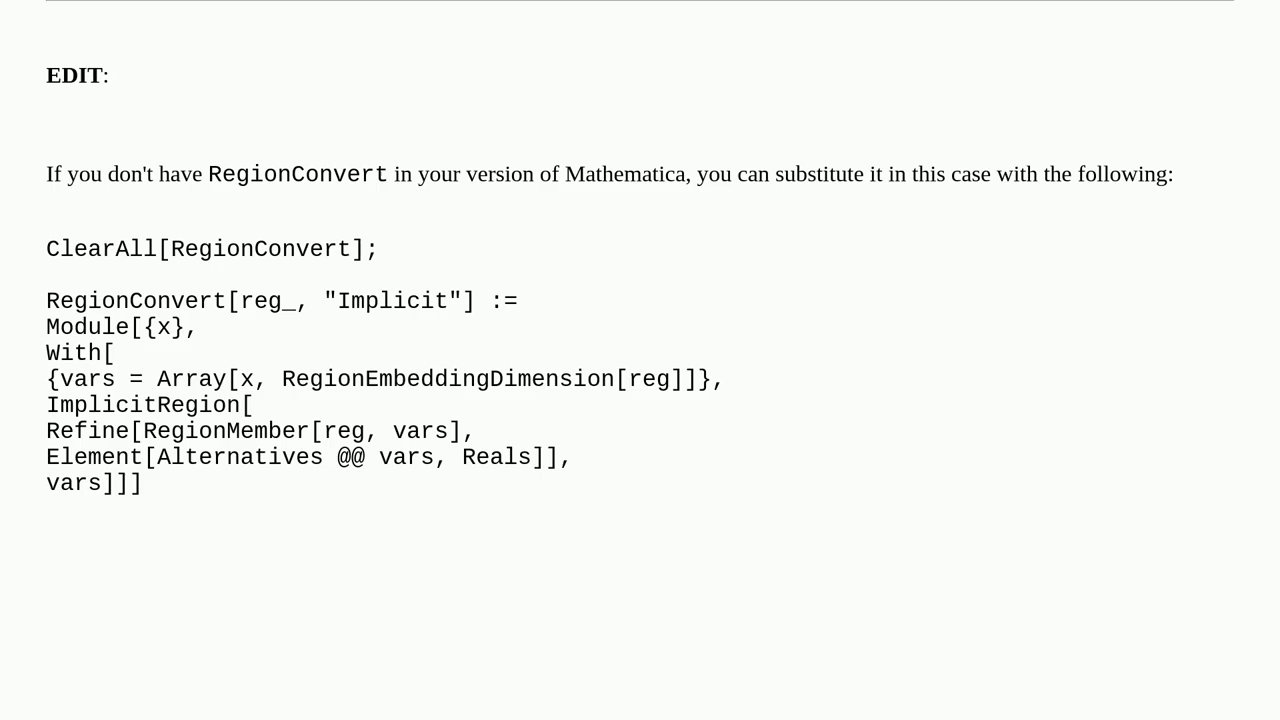 EDIT:
If you don't have RegionConvert in your version of Mathematica, you can substitute it in this case with the following:
ClearAll[RegionConvert];
RegionConvert[reg_, "Implicit"] :=
Module[{x},
With[
{vars = Array[x, RegionEmbeddingDimension[reg]]},
ImplicitRegion[
Refine[RegionMember[reg, vars],
Element[Alternatives @@ vars, Reals]],
vars]]]